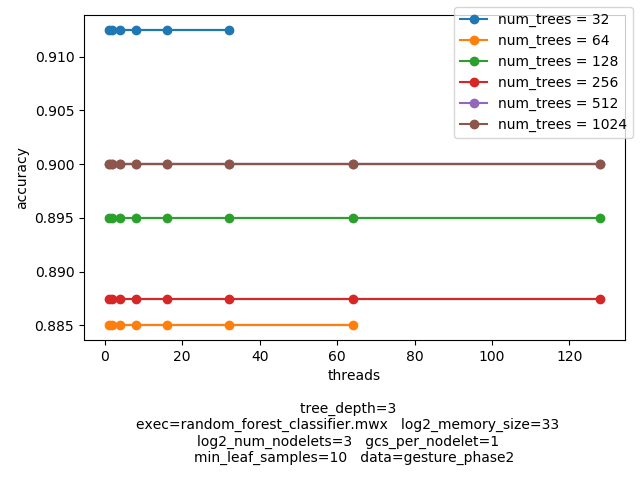 num_trees = 32
num_trees = 64
num_trees = 128
num_trees = 256
num_trees = 512
num_trees = 1024
accuracy
0.910
0.905
0.900
0.895
0.890
0.885
0 20 40 60 80 100 120
threads
tree_depth=3
exec=random_forest_classifier.mwx log2_memory_size=33
log2_num_nodelets=3 gcs_per_nodelet=1
min_leaf_samples=10 data=gesture_phase2